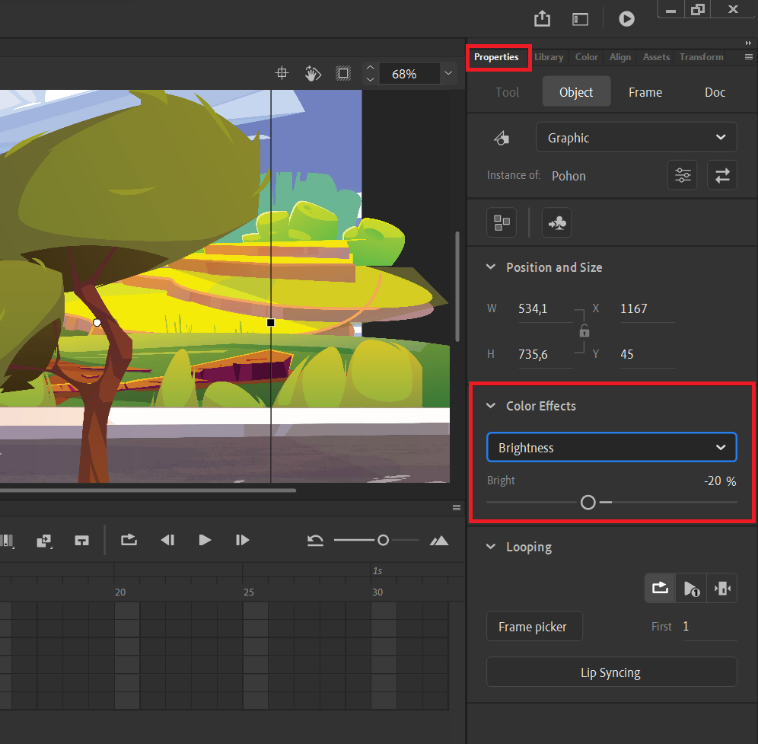 68%
Properties Library Color Align Assets Transform
Tool Object Frame Doc
Graphic
Instance of: Pohon
Position and Size
W 534,1 X 1167
H 735,6 Y 45
Color Effects
Brightness
Bright -20 %
Looping
1s
20 25 30
Frame picker First 1
Lip Syncing